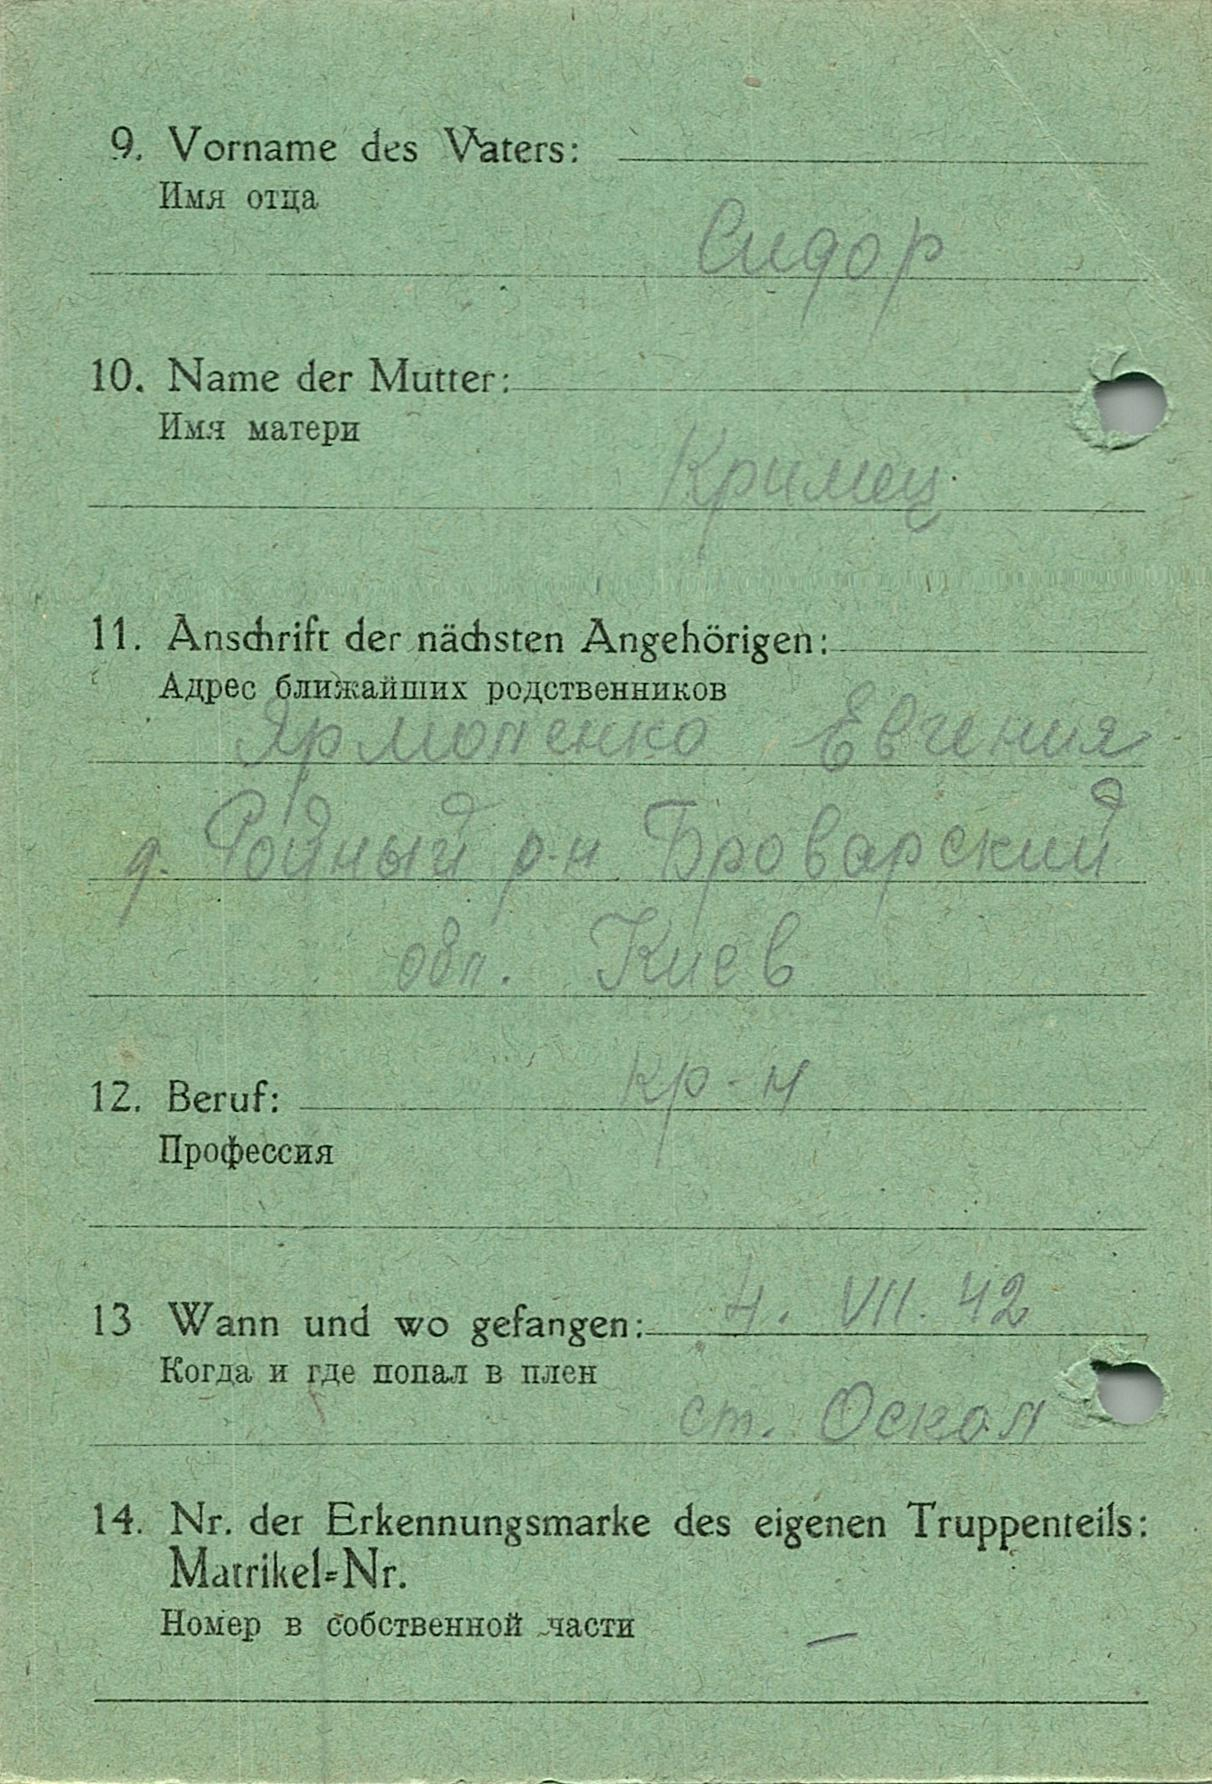 9. Vorname des Vaters:
Имя отца
Сидор
10. Name der Mutter:
Имя матери
Кримец
11. Anschrift der nächsten Angehörigen:
Адрес ближайших родственников
Ярмопенко Евгения
д. Ройный р-н Броварский
обл. Киев
12. Beruf: кр-н
Профессия
13 Wann und wo gefangen: 4. VII. 42
Когда и где попал в плен
ст. Оскол
14. Nr. der Erkennungsmarke des eigenen Truppenteils:
Matrikel=Nr.
Номер в собственной части —